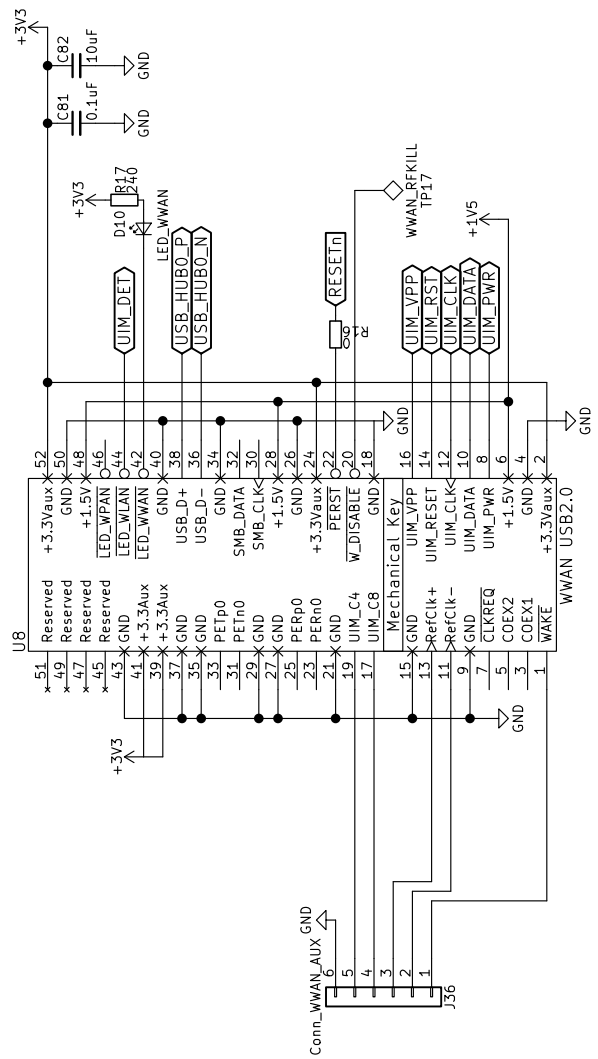 +3V3
C82
10uF
GND
C81
0.1uF
GND
+3V3
R17
240
D10
LED_WWAN
UIM_DET
USB_HUB0_P
USB_HUB0_N
WWAN_RFKILL
TP17
RESETn
R16
0
+1V5
UIM_VPP
UIM_RST
UIM_CLK
UIM_DATA
UIM_PWR
GND
GND
52
50
48
46
44
42
40
38
36
34
32
30
28
26
24
22
20
18
16
14
12
10
8
6
4
2
+3.3Vaux
GND
+1.5V
LED_WPAN
LED_WLAN
LED_WWAN
GND
USB_D+
USB_D-
GND
SMB_DATA
SMB_CLK
+1.5V
GND
+3.3Vaux
PERST
W_DISABLE
GND
UIM_VPP
UIM_RESET
UIM_CLK
UIM_DATA
UIM_PWR
+1.5V
GND
+3.3Vaux
Mechanical Key
WWAN USB2.0
U8
Reserved
Reserved
Reserved
Reserved
GND
+3.3Aux
+3.3Aux
GND
GND
PETp0
PETn0
GND
GND
PERp0
PERn0
GND
UIM_C4
UIM_C8
GND
RefClk+
RefClk-
GND
CLKREQ
COEX2
COEX1
WAKE
51
49
47
45
43
41
39
37
35
33
31
29
27
25
23
21
19
17
15
13
11
9
7
5
3
1
+3V3
GND
GND
Conn_WWAN_AUX
6
5
4
3
2
1
J36